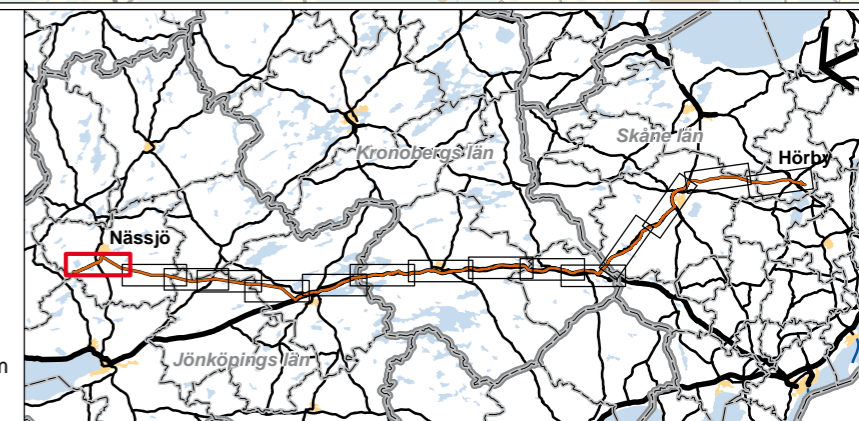 Skåne län
Kronobergs län
Hörby
Nässjö
Jönköpings län
m